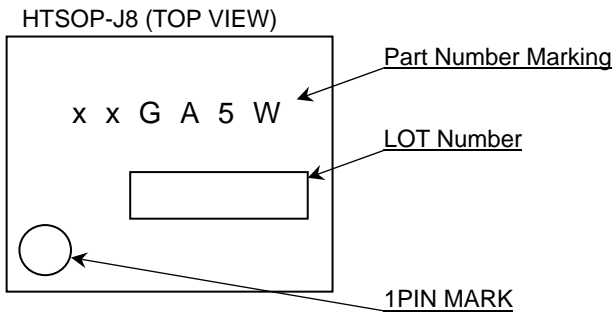 HTSOP-J8 (TOP VIEW)
Part Number Marking
x x G A 5 W
LOT Number
1PIN MARK